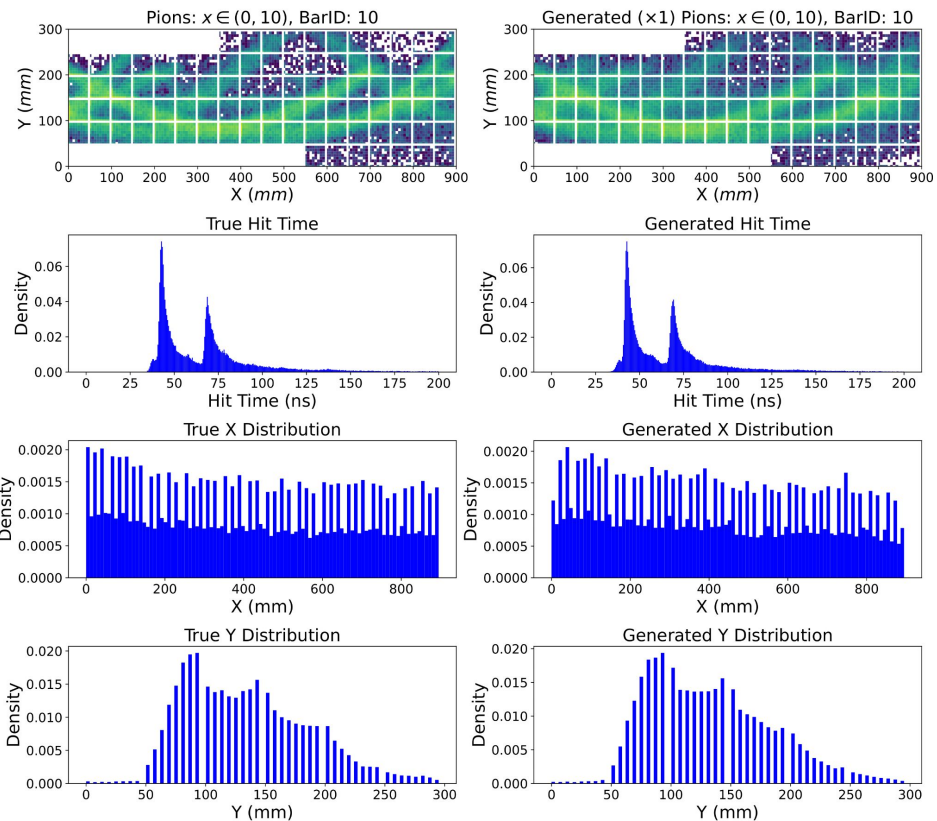 Pions: x ∈ (0, 10), BarID: 10
300
200
100
0
Y (mm)
0 100 200 300 400 500 600 700 800 900
X (mm)
Generated (×1) Pions: x ∈ (0, 10), BarID: 10
300
200
100
0
Y (mm)
0 100 200 300 400 500 600 700 800 900
X (mm)
True Hit Time
0.06
0.04
0.02
0.00
Density
0 25 50 75 100 125 150 175 200
Hit Time (ns)
Generated Hit Time
0.06
0.04
0.02
0.00
Density
0 25 50 75 100 125 150 175 200
Hit Time (ns)
True X Distribution
0.0020
0.0015
0.0010
0.0005
0.0000
Density
0 200 400 600 800
X (mm)
Generated X Distribution
0.0020
0.0015
0.0010
0.0005
0.0000
Density
0 200 400 600 800
X (mm)
True Y Distribution
0.020
0.015
0.010
0.005
0.000
Density
0 50 100 150 200 250 300
Y (mm)
Generated Y Distribution
0.020
0.015
0.010
0.005
0.000
Density
0 50 100 150 200 250 300
Y (mm)